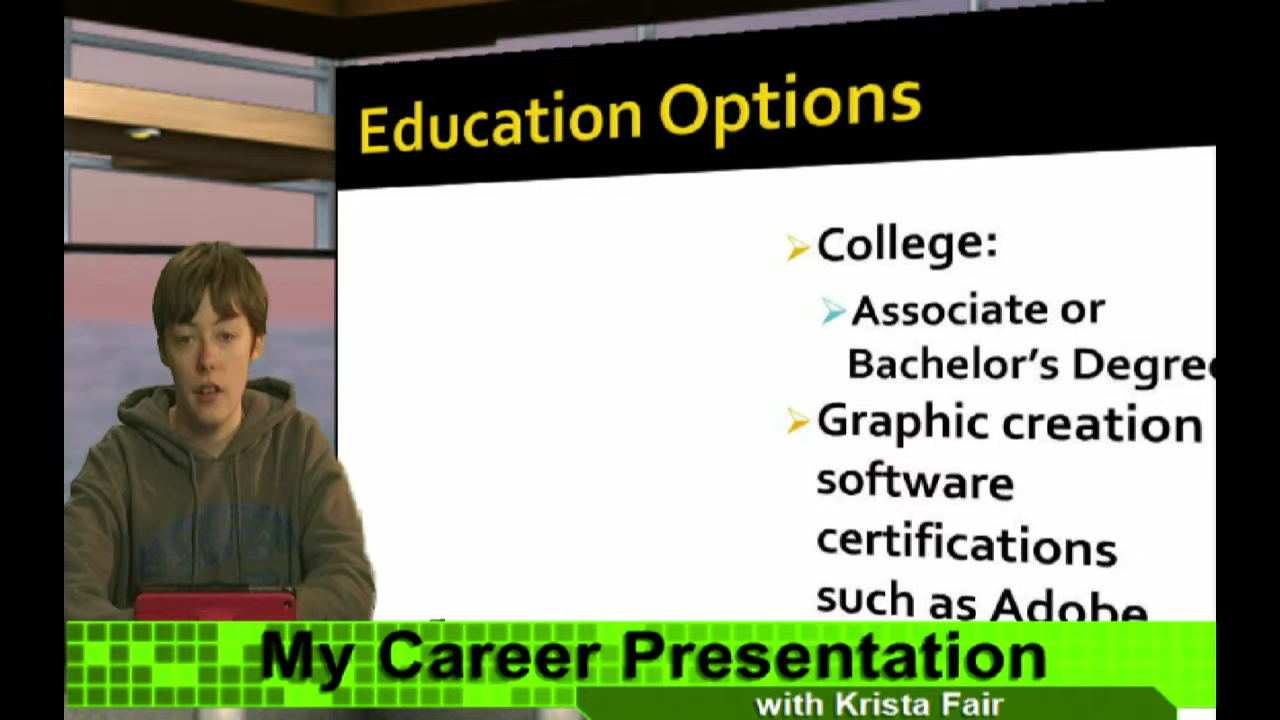 Education Options
College:
Associate or
Bachelor's Degree
Graphic creation
software
certifications
such as Adobe
My Career Presentation
with Krista Fair